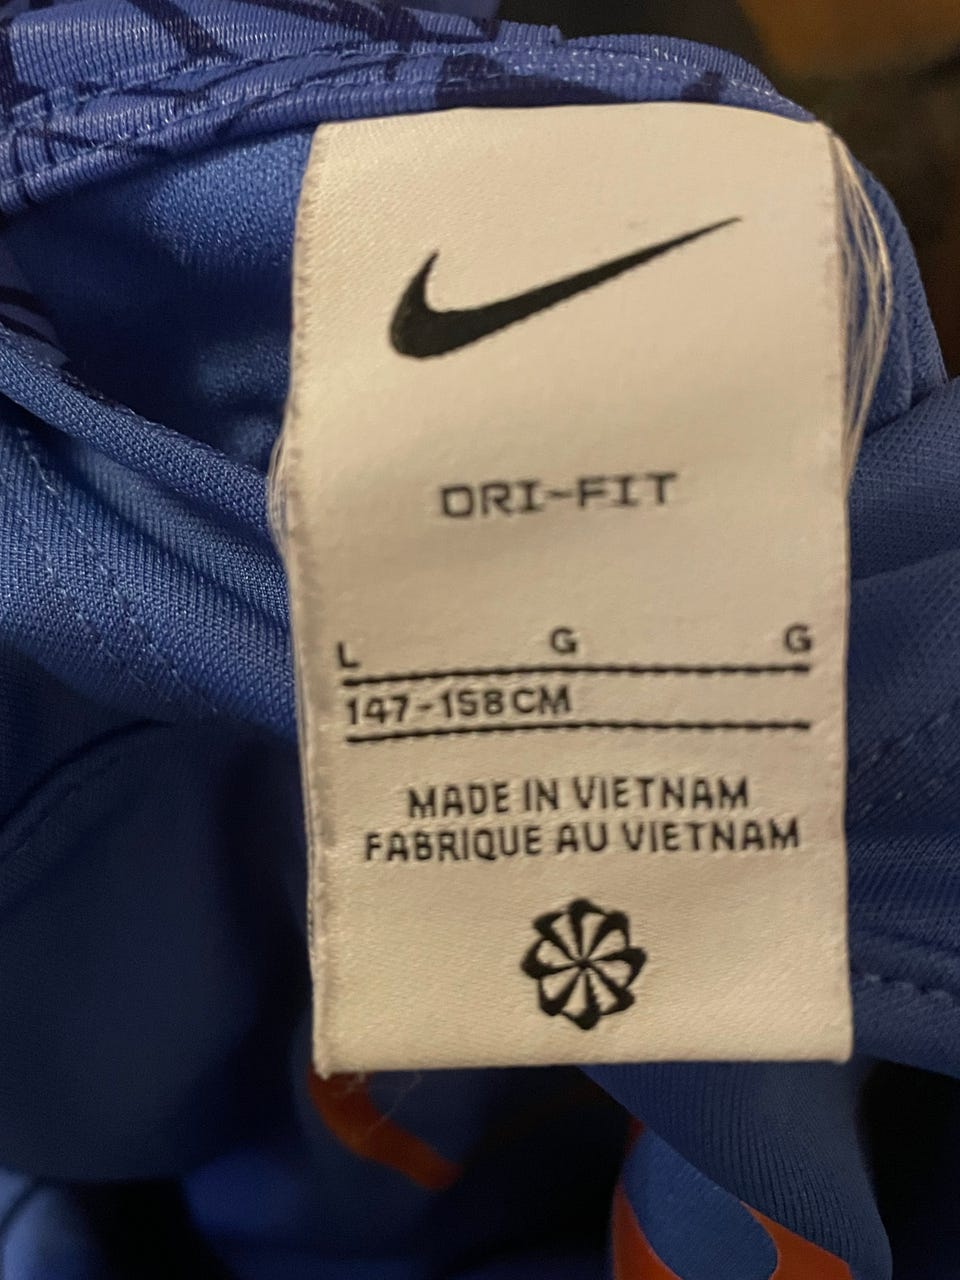 DRI-FIT
L G G
147-158CM
MADE IN VIETNAM
FABRIQUE AU VIETNAM